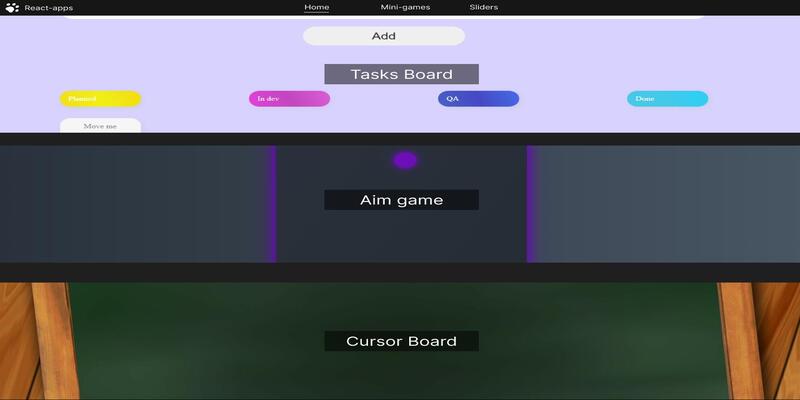 React-apps Home Mini-games Sliders
Add
Tasks Board
Planned In dev QA Done
Move me
Aim game
Cursor Board